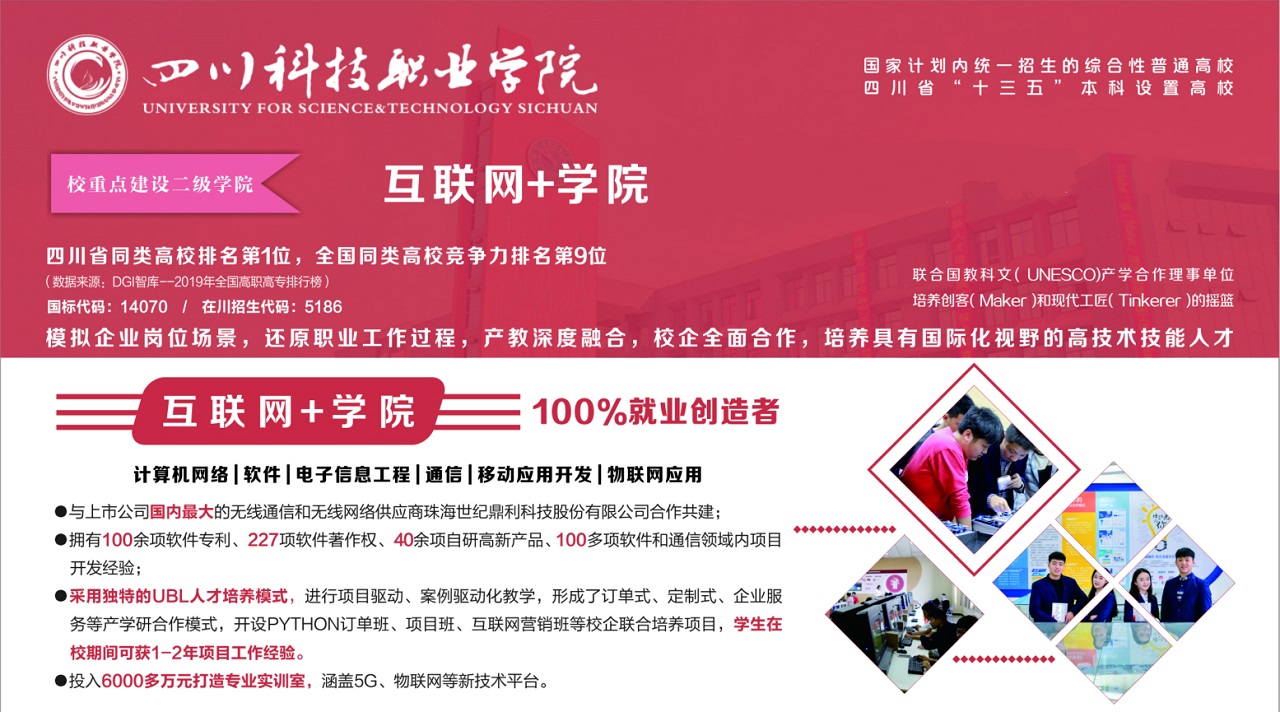 四川科技职业学院
UNIVERSITY FOR SCIENCE&TECHNOLOGY SICHUAN
国家计划内统一招生的综合性普通高校
四川省“十三五”本科设置高校
校重点建设二级学院
互联网+学院
四川省同类高校排名第1位，全国同类高校竞争力排名第9位
（数据来源：DGI智库--2019年全国高职高专排行榜）
国标代码：14070 / 在川招生代码：5186
联合国教科文( UNESCO)产学合作理事单位
培养创客( Maker )和现代工匠( Tinkerer )的摇篮
模拟企业岗位场景，还原职业工作过程，产教深度融合，校企全面合作，培养具有国际化视野的高技术技能人才
互联网+学院
100%就业创造者
计算机网络|软件|电子信息工程|通信|移动应用开发|物联网应用
●与上市公司国内最大的无线通信和无线网络供应商珠海世纪鼎利科技股份有限公司合作共建；
●拥有100余项软件专利、227项软件著作权、40余项自研高新产品、100多项软件和通信领域内项目
开发经验；
●采用独特的UBL人才培养模式，进行项目驱动、案例驱动化教学，形成了订单式、定制式、企业服
务等产学研合作模式，开设PYTHON订单班、项目班、互联网营销班等校企联合培养项目，学生在
校期间可获1-2年项目工作经验。
●投入6000多万元打造专业实训室，涵盖5G、物联网等新技术平台。